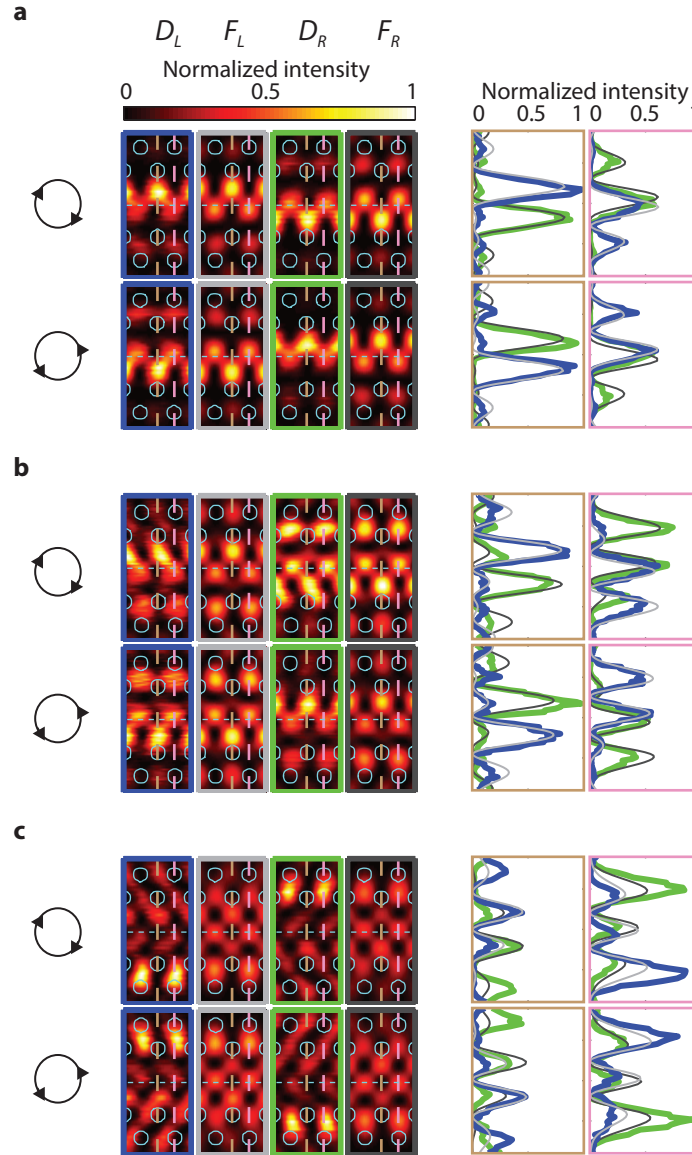 a
D_L F_L D_R F_R
Normalized intensity
0 0.5 1
Normalized intensity
0 0.5 1 0 0.5 1
b
c